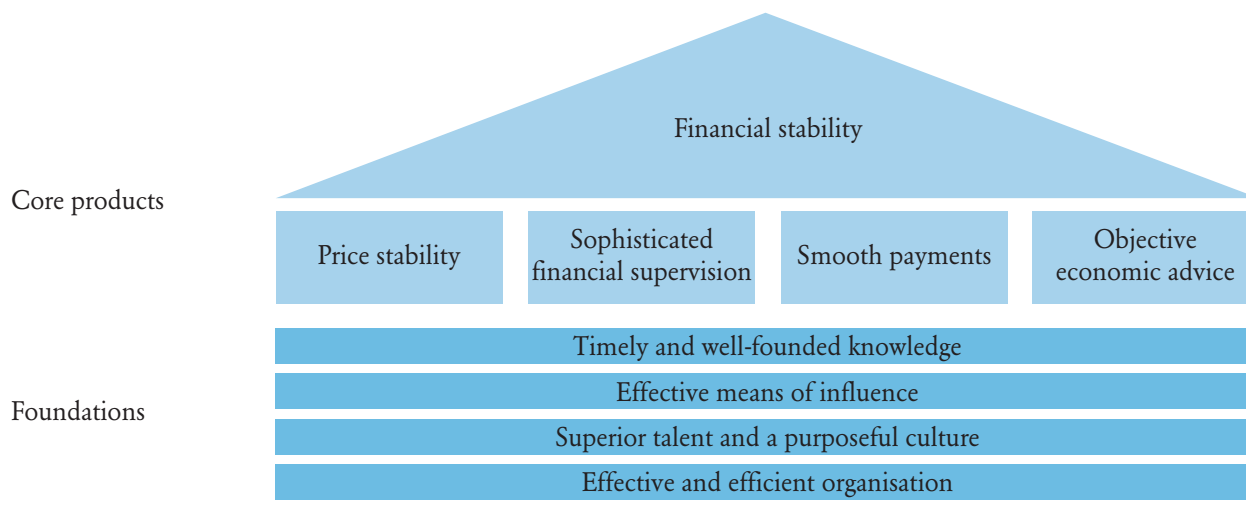 Financial stability
Core products
Price stability
Sophisticated
financial supervision
Smooth payments
Objective
economic advice
Timely and well-founded knowledge
Effective means of influence
Foundations
Superior talent and a purposeful culture
Effective and efficient organisation